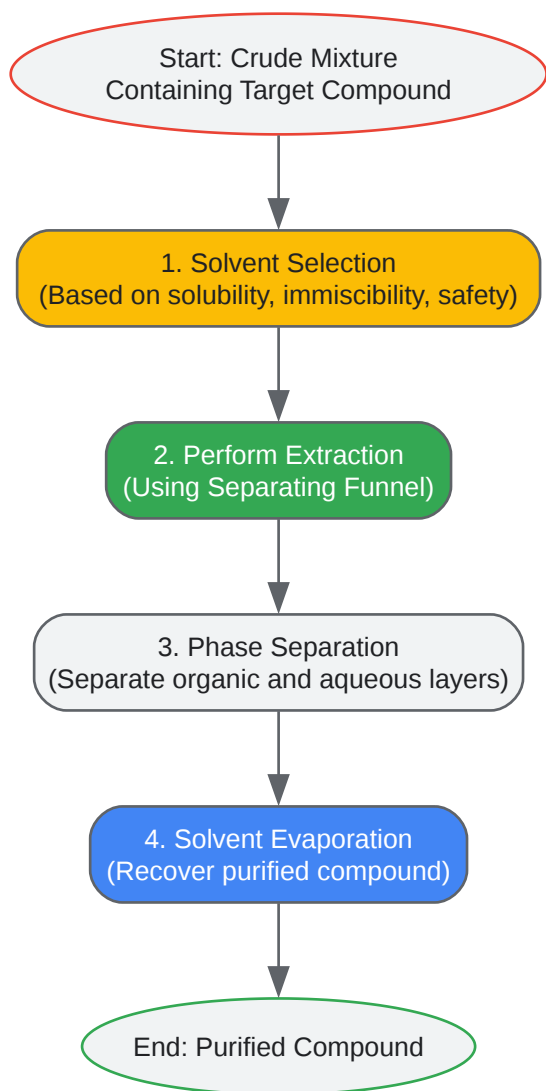 Start: Crude Mixture
Containing Target Compound
1. Solvent Selection
(Based on solubility, immiscibility, safety)
2. Perform Extraction
(Using Separating Funnel)
3. Phase Separation
(Separate organic and aqueous layers)
4. Solvent Evaporation
(Recover purified compound)
End: Purified Compound